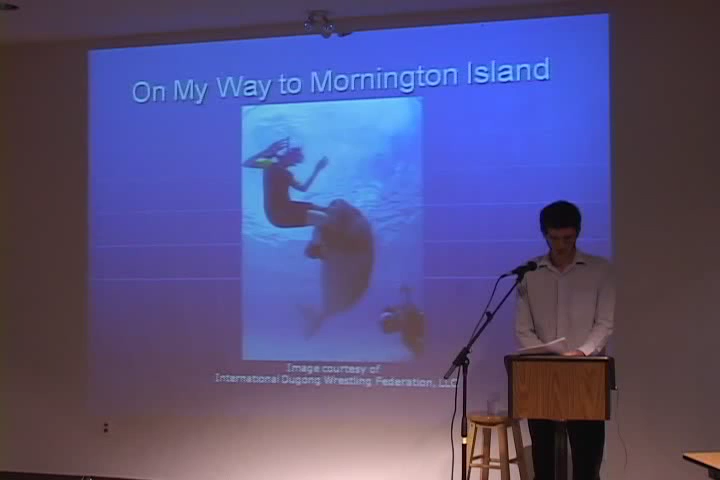 On My Way to Mornington Island
Image courtesy of
International Dugong Wrestling Federation, LLC